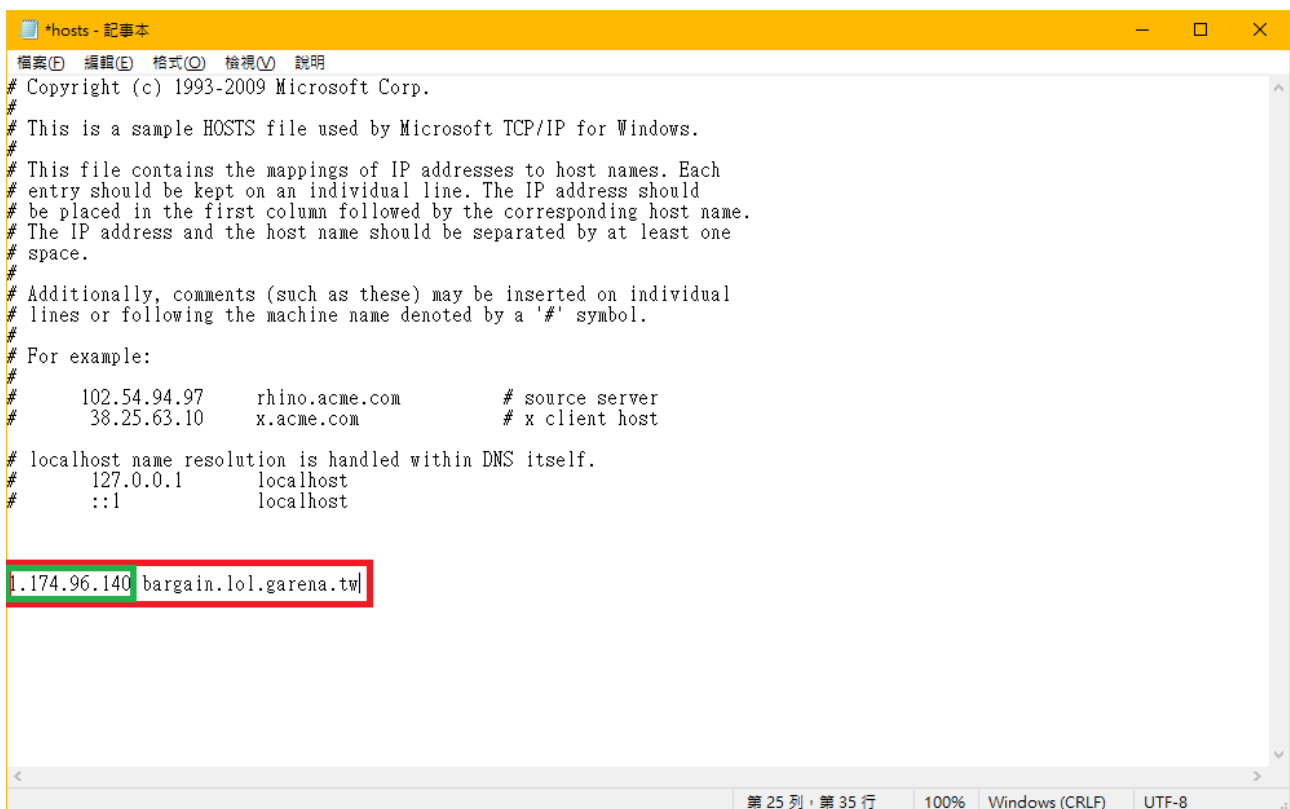 *hosts - 記事本
檔案(F) 編輯(E) 格式(O) 檢視(V) 說明
# Copyright (c) 1993-2009 Microsoft Corp.
#
# This is a sample HOSTS file used by Microsoft TCP/IP for Windows.
#
# This file contains the mappings of IP addresses to host names. Each
# entry should be kept on an individual line. The IP address should
# be placed in the first column followed by the corresponding host name.
# The IP address and the host name should be separated by at least one
# space.
#
# Additionally, comments (such as these) may be inserted on individual
# lines or following the machine name denoted by a '#' symbol.
#
# For example:
#
#      102.54.94.97     rhino.acme.com          # source server
#       38.25.63.10     x.acme.com              # x client host

# localhost name resolution is handled within DNS itself.
#       127.0.0.1       localhost
#       ::1             localhost

1.174.96.140 bargain.lol.garena.tw
第 25 列，第 35 行 100% Windows (CRLF) UTF-8